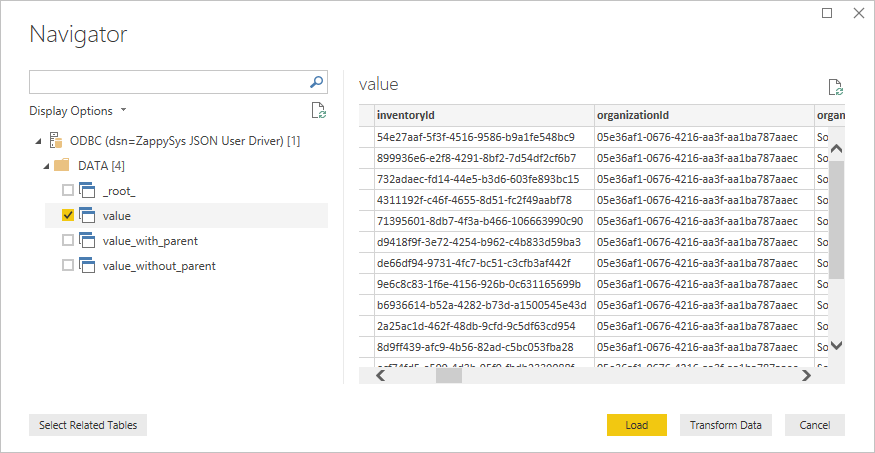 Navigator
Display Options
ODBC (dsn=ZappySys JSON User Driver) [1]
DATA [4]
_root_
value
value_with_parent
value_without_parent
value
inventoryId organizationId organ
54e27aaf-5f3f-4516-9586-b9a1fe548bc9 05e36af1-0676-4216-aa3f-aa1ba787aaec So
899936e6-e2f8-4291-8bf2-7d54df2cf6b7 05e36af1-0676-4216-aa3f-aa1ba787aaec So
732adaec-fd14-44e5-b3d6-603fe893bc15 05e36af1-0676-4216-aa3f-aa1ba787aaec So
4311192f-c46f-4655-8d51-fc2f49aabf78 05e36af1-0676-4216-aa3f-aa1ba787aaec So
71395601-8db7-4f3a-b466-106663990c90 05e36af1-0676-4216-aa3f-aa1ba787aaec So
d9418f9f-3e72-4254-b962-c4b833d59ba3 05e36af1-0676-4216-aa3f-aa1ba787aaec So
de66df94-9731-4fc7-bc51-c3cfb3af442f 05e36af1-0676-4216-aa3f-aa1ba787aaec So
9e6c8c83-1f6e-4156-926b-0c631165699b 05e36af1-0676-4216-aa3f-aa1ba787aaec So
b6936614-b52a-4282-b73d-a1500545e43d 05e36af1-0676-4216-aa3f-aa1ba787aaec So
2a25ac1d-462f-48db-9cfd-9c5df63cd954 05e36af1-0676-4216-aa3f-aa1ba787aaec So
8d9ff439-afc9-4b56-82ad-c5bc053fba28 05e36af1-0676-4216-aa3f-aa1ba787aaec So
05e36af1-0676-4216-aa3f-aa1ba787aaec So
Select Related Tables
Load
Transform Data
Cancel